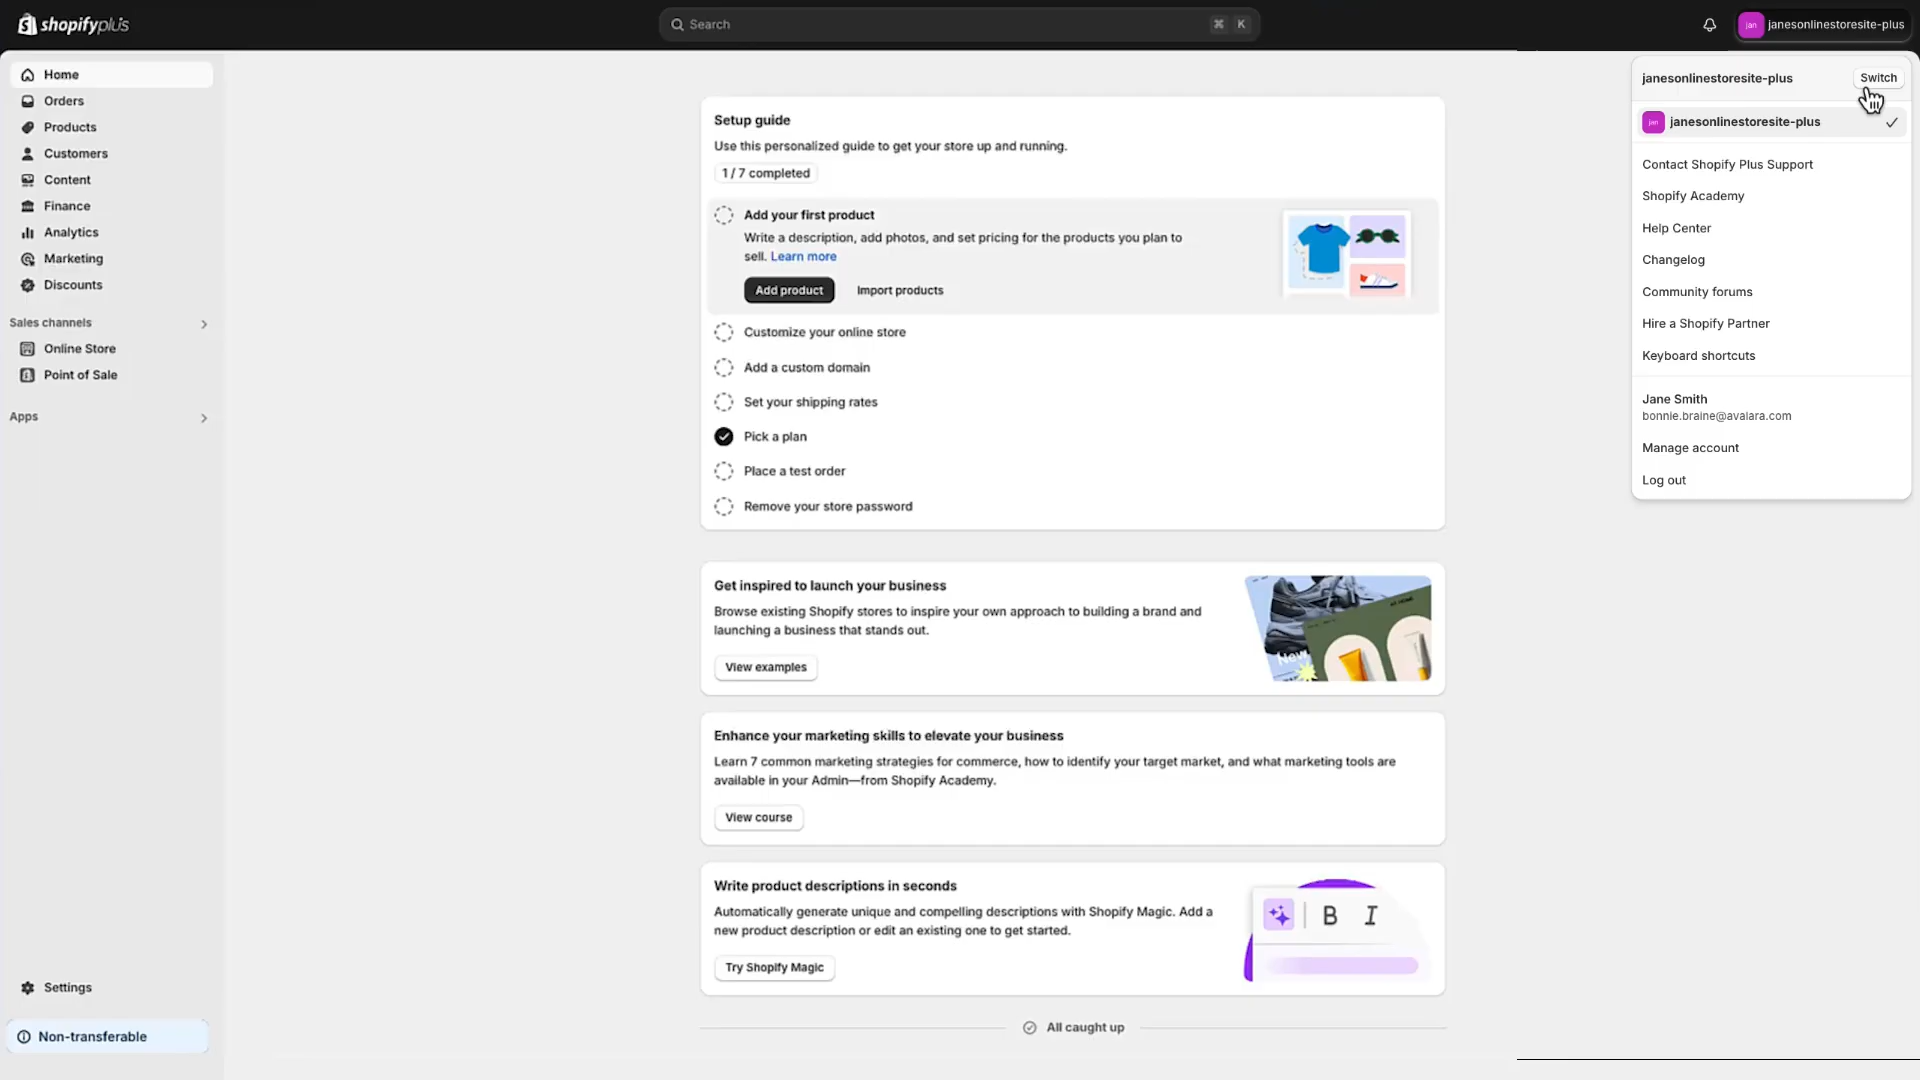 shopifyplus
Search
⌘ K
jan janesonlinestoresite-plus
Home
Orders
Products
Customers
Content
Finance
Analytics
Marketing
Discounts
Sales channels
Online Store
Point of Sale
Apps
Settings
Non-transferable
Setup guide
Use this personalized guide to get your store up and running.
1 / 7 completed
Add your first product
Write a description, add photos, and set pricing for the products you plan to
sell. Learn more
Add product Import products
Customize your online store
Add a custom domain
Set your shipping rates
Pick a plan
Place a test order
Remove your store password
Get inspired to launch your business
Browse existing Shopify stores to inspire your own approach to building a brand and
launching a business that stands out.
View examples
New
Enhance your marketing skills to elevate your business
Learn 7 common marketing strategies for commerce, how to identify your target market, and what marketing tools are
available in your Admin—from Shopify Academy.
View course
Write product descriptions in seconds
Automatically generate unique and compelling descriptions with Shopify Magic. Add a
new product description or edit an existing one to get started.
Try Shopify Magic
B I
All caught up
janesonlinestoresite-plus Switch
jan janesonlinestoresite-plus
Contact Shopify Plus Support
Shopify Academy
Help Center
Changelog
Community forums
Hire a Shopify Partner
Keyboard shortcuts
Jane Smith
bonnie.braine@avalara.com
Manage account
Log out